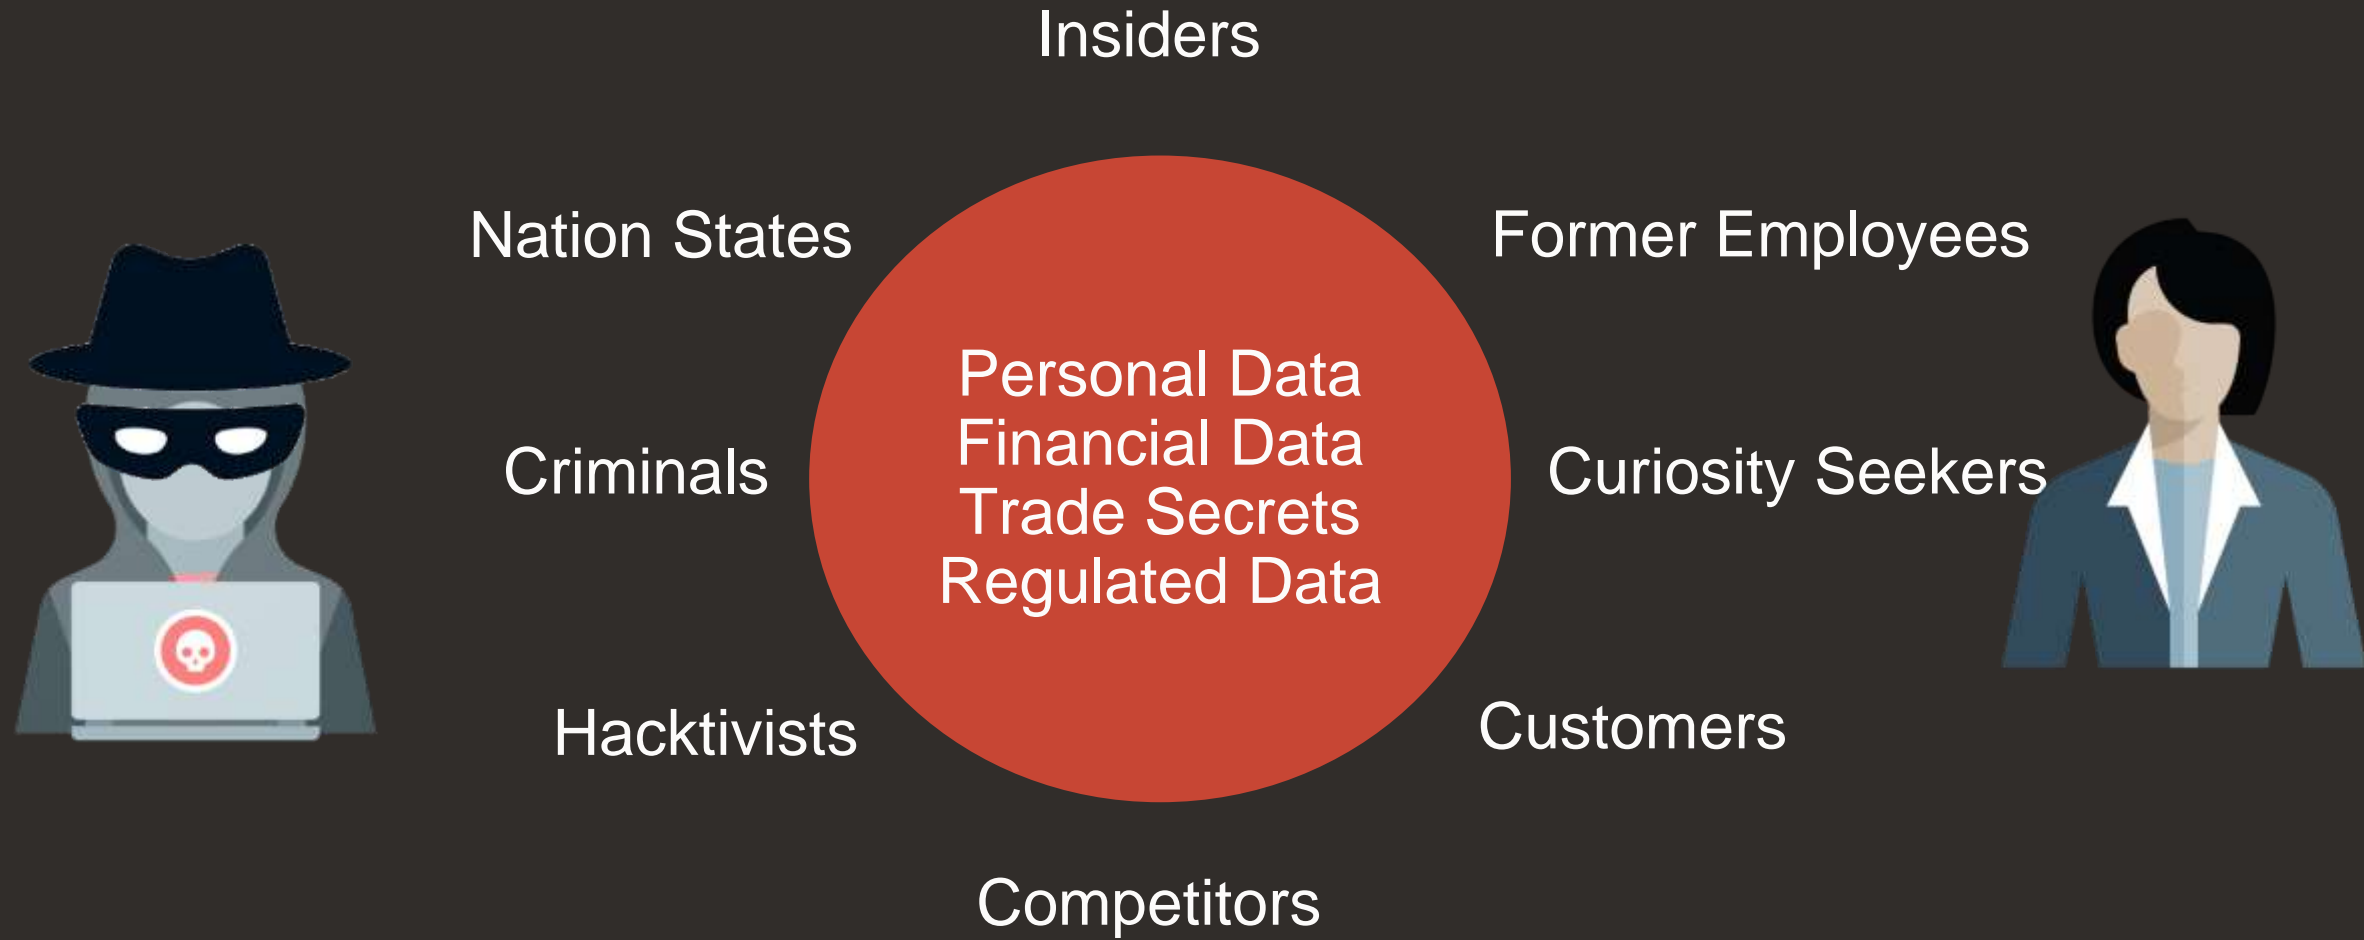 Insiders
Nation States
Former Employees
Personal Data
Financial Data
Trade Secrets
Regulated Data
Criminals
Curiosity Seekers
Hacktivists
Customers
Competitors